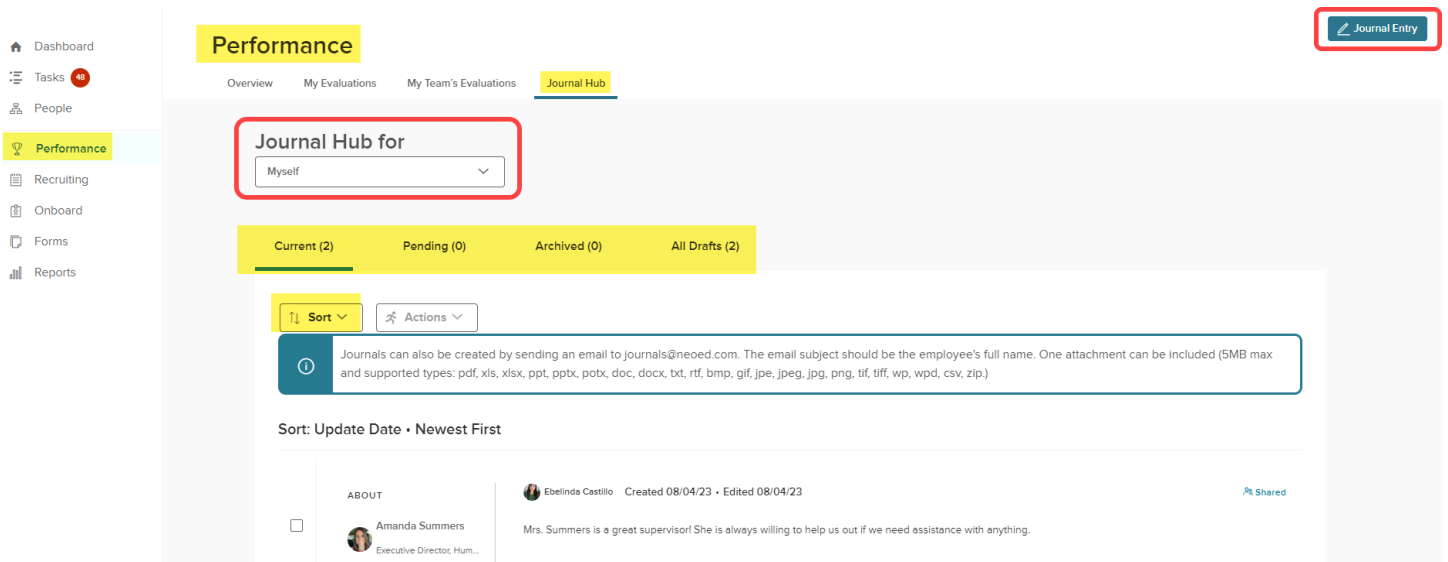 Journal Entry
Performance
Dashboard
Tasks 48
People
Performance
Recruiting
Onboard
Forms
Reports
Overview My Evaluations My Team's Evaluations Journal Hub
Journal Hub for
Myself
Current (2) Pending (0) Archived (0) All Drafts (2)
Sort Actions
Journals can also be created by sending an email to journals@neoed.com. The email subject should be the employee's full name. One attachment can be included (5MB max
and supported types: pdf, xls, xlsx, ppt, pptx, potx, doc, docx, txt, rtf, bmp, gif, jpe, jpeg, jpg, png, tif, tiff, wp, wpd, csv, zip.)
Sort: Update Date • Newest First
ABOUT
Amanda Summers
Executive Director, Hum...
Ebelinda Castillo Created 08/04/23 • Edited 08/04/23 Shared
Mrs. Summers is a great supervisor! She is always willing to help us out if we need assistance with anything.